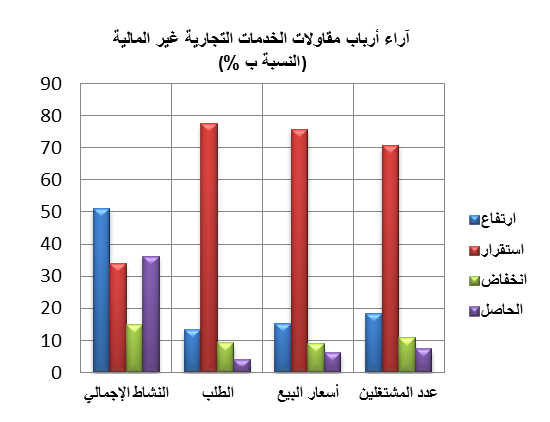 آراء أرباب مقاولات الخدمات التجارية غير المالية
(النسبة ب %)
90
80
70
60
50
40
30
20
10
0
النشاط الإجمالي
الطلب
أسعار البيع
عدد المشتغلين
ارتفاع
استقرار
انخفاض
الحاصل